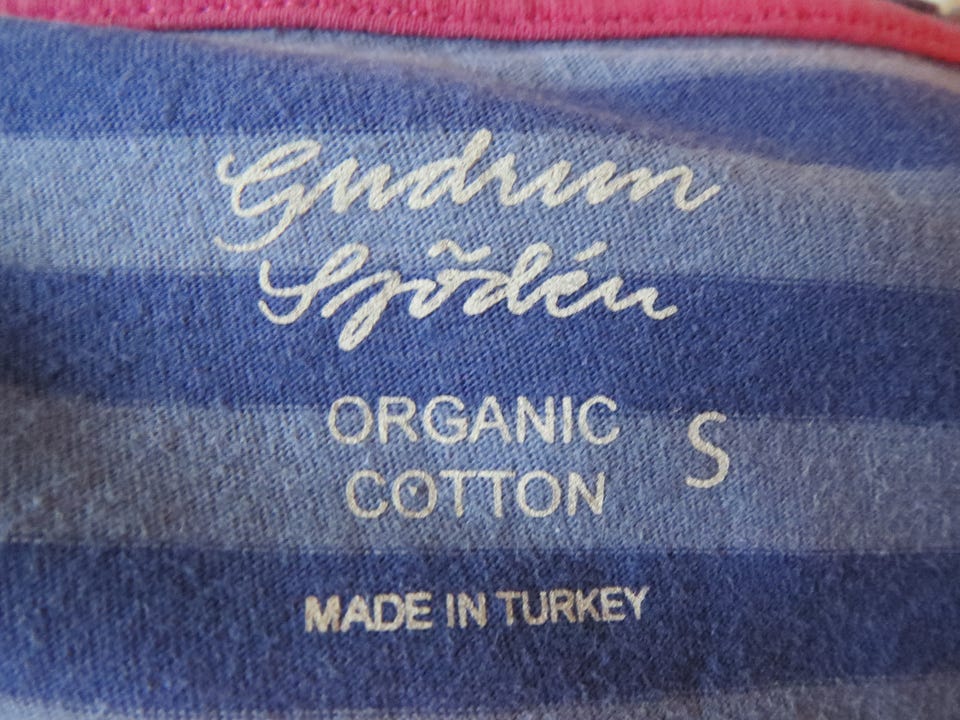 Gudrun
Sjödén
ORGANIC
COTTON S
MADE IN TURKEY